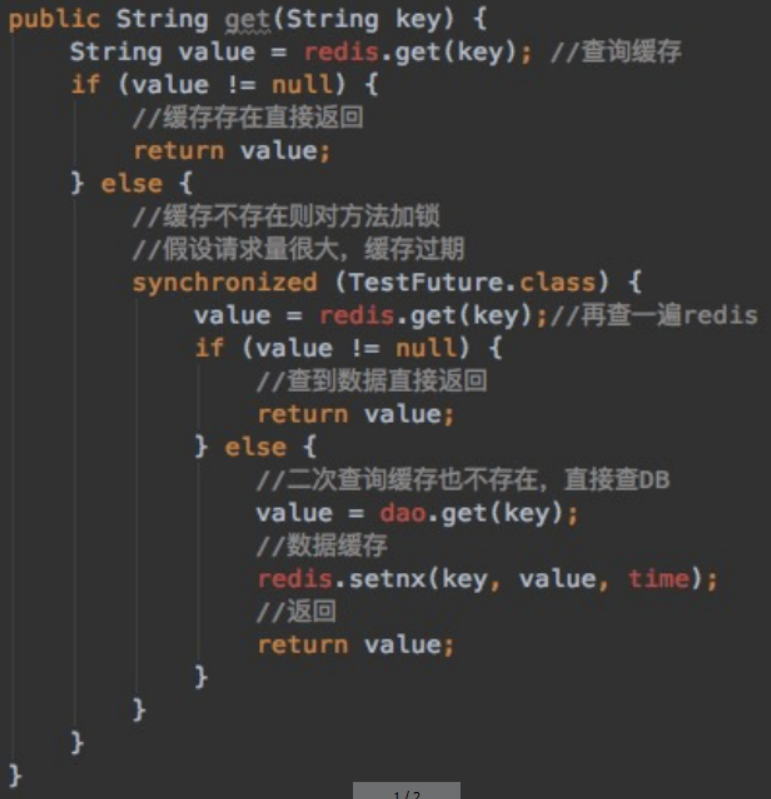 public String get(String key) {
    String value = redis.get(key); //查询缓存
    if (value != null) {
        //缓存存在直接返回
        return value;
    } else {
        //缓存不存在则对方法加锁
        //假设请求量很大，缓存过期
        synchronized (TestFuture.class) {
            value = redis.get(key);//再查一遍redis
            if (value != null) {
                //查到数据直接返回
                return value;
            } else {
                //二次查询缓存也不存在，直接查DB
                value = dao.get(key);
                //数据缓存
                redis.setnx(key, value, time);
                //返回
                return value;
            }
        }
    }
}
1 / 2